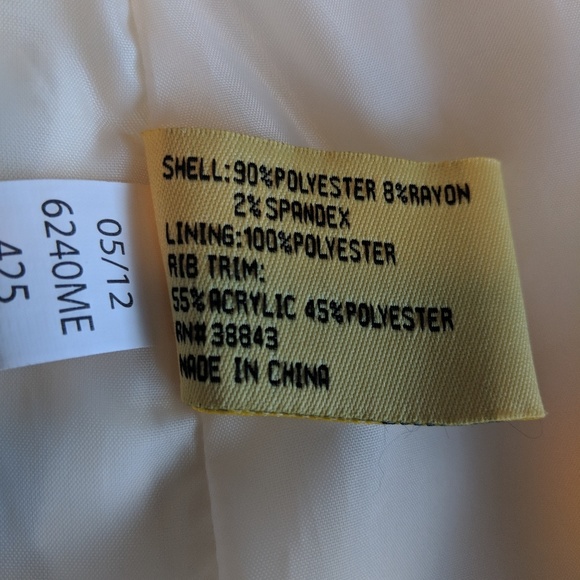 SHELL:90%POLYESTER 8%RAYON
2%SPANDEX
LINING:100%POLYESTER
RIB TRIM:
55%ACRYLIC 45%POLYESTER
RN#38843
MADE IN CHINA
05/12
6240ME
425